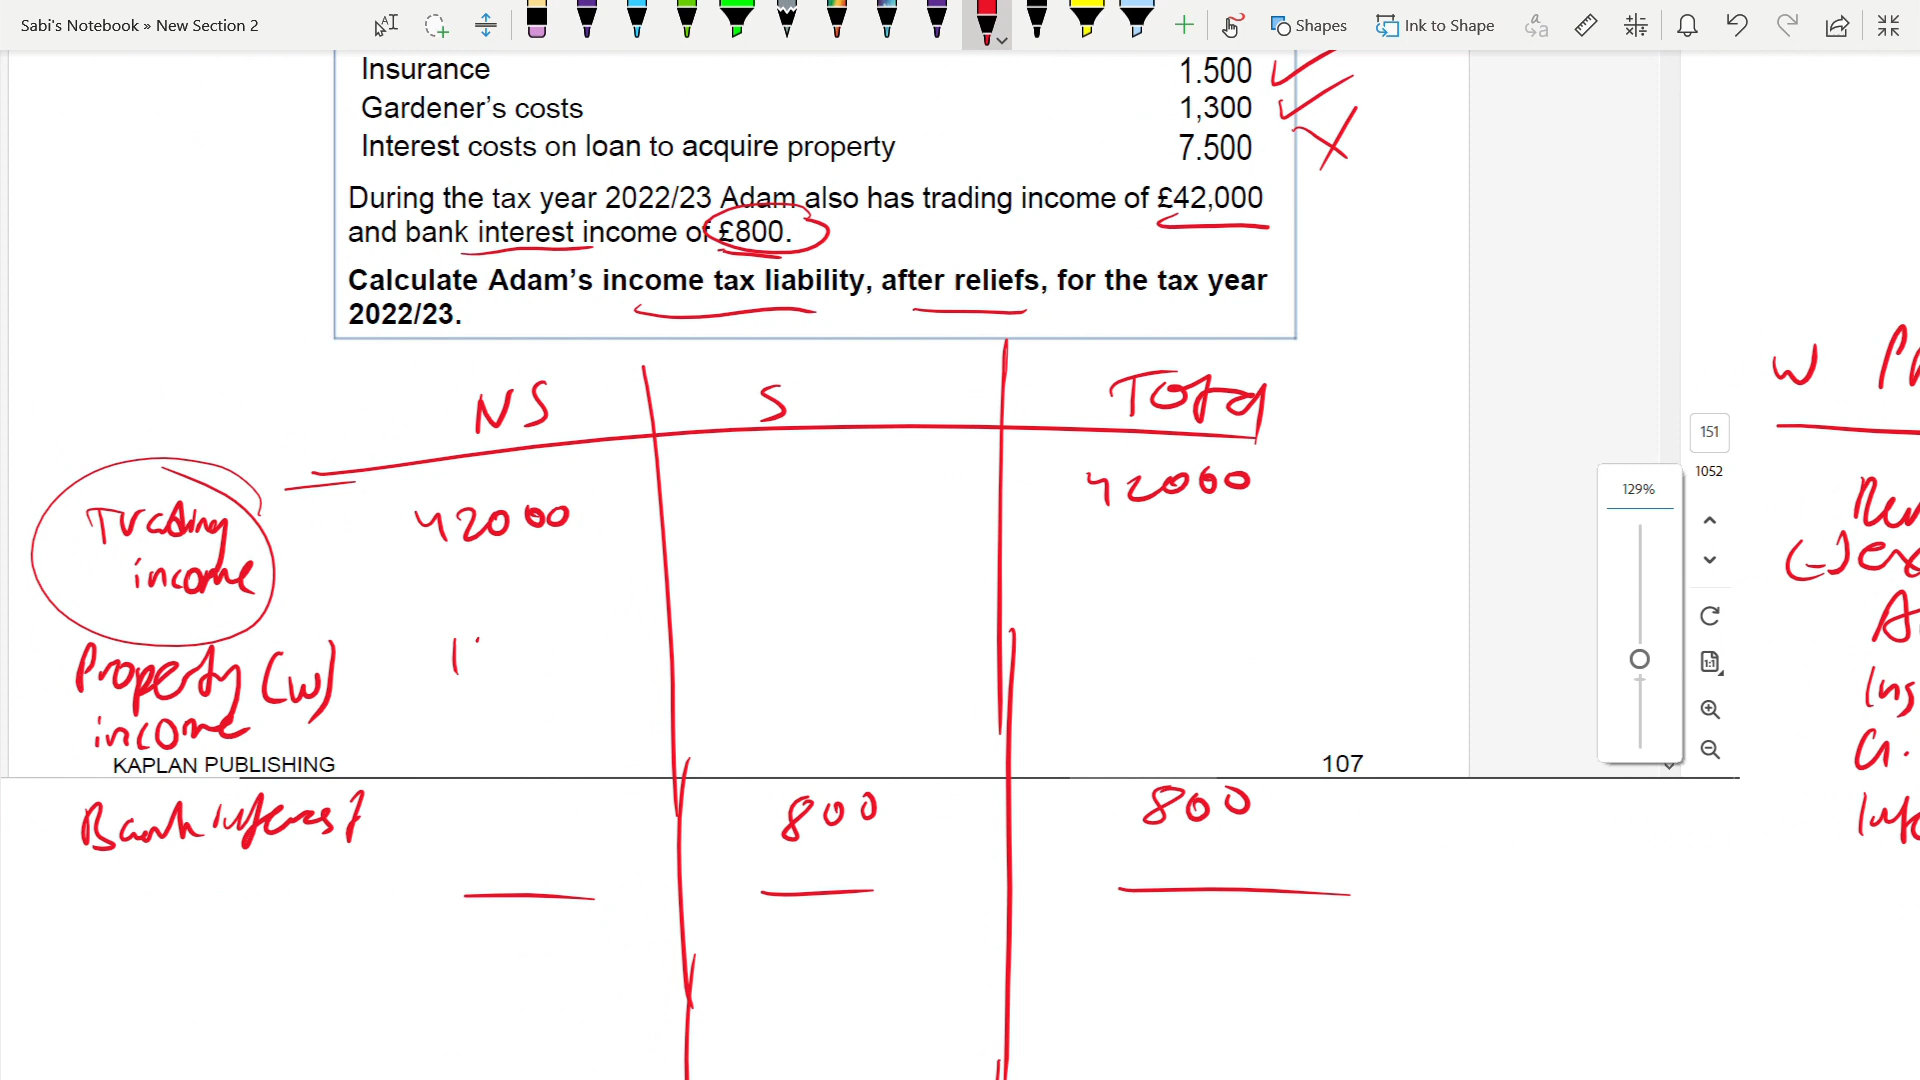 Sabi's Notebook » New Section 2
Shapes
Ink to Shape
Insurance 1.500
Gardener's costs 1,300
Interest costs on loan to acquire property 7.500
During the tax year 2022/23 Adam also has trading income of £42,000
and bank interest income of £800.
Calculate Adam's income tax liability, after reliefs, for the tax year
2022/23.
NS S Total
W
Trading
income
42000 42000
Property (w)
income
KAPLAN PUBLISHING 107
Bank interest 800 800
151
1052
129%
1:1
(-)